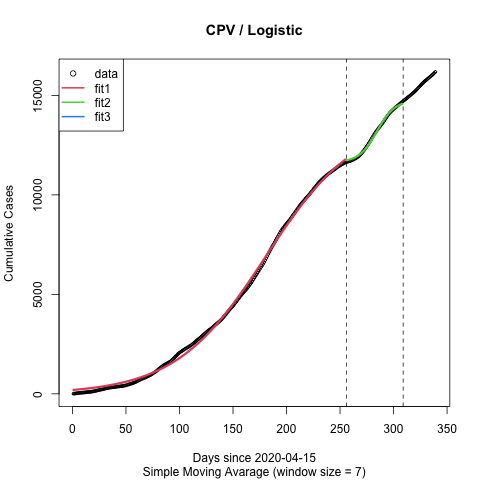 CPV / Logistic
data
fit1
fit2
fit3
Cumulative Cases
15000
10000
5000
0
0 50 100 150 200 250 300 350
Days since 2020-04-15
Simple Moving Avarage (window size = 7)